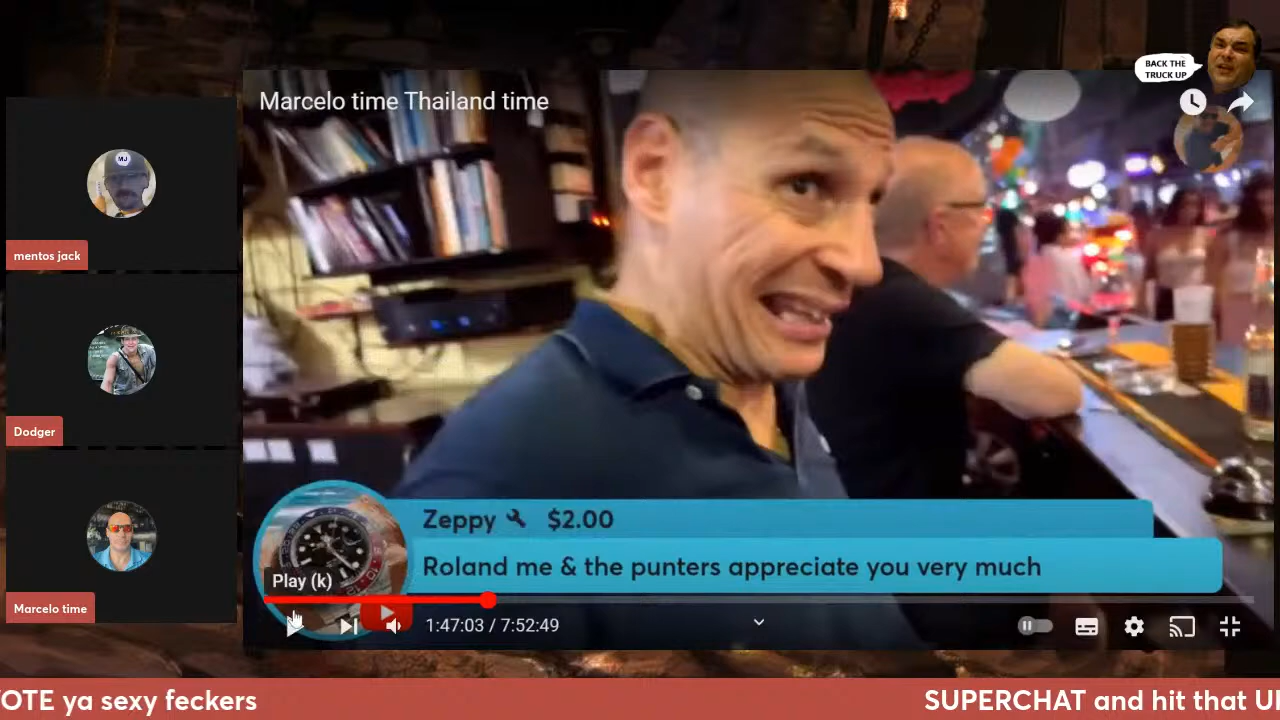 BACK THE
TRUCK UP
Marcelo time Thailand time
MJ
mentos jack
Dodger
Marcelo time
Zeppy $2.00
Roland me & the punters appreciate you very much
Play (k)
1:47:03 / 7:52:49
OTE ya sexy feckers
SUPERCHAT and hit that U